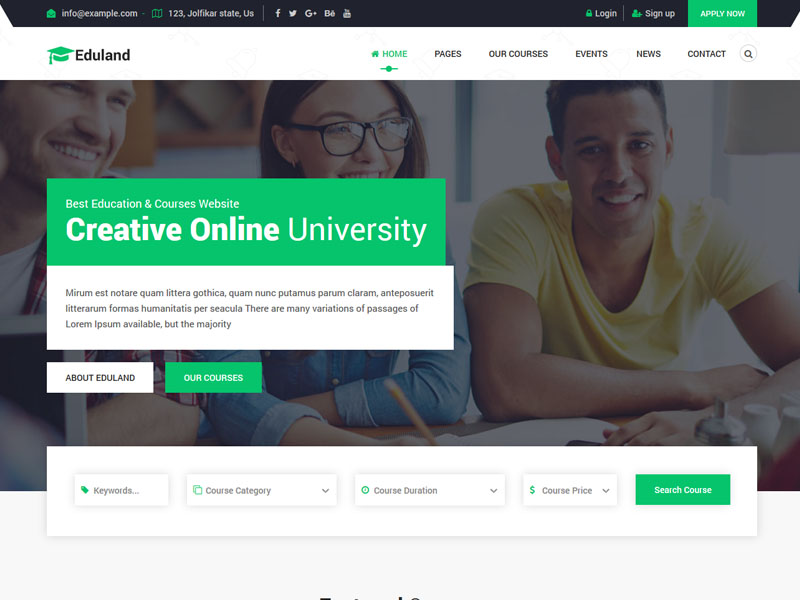 info@example.com - 123, Jolfikar state, Us G+ Bē Login Sign up APPLY NOW
Eduland HOME PAGES OUR COURSES EVENTS NEWS CONTACT
Best Education & Courses Website
Creative Online University
Mirum est notare quam littera gothica, quam nunc putamus parum claram, anteposuerit
litterarum formas humanitatis per seacula There are many variations of passages of
Lorem Ipsum available, but the majority
ABOUT EDULAND OUR COURSES
Keywords... Course Category Course Duration $ Course Price Search Course